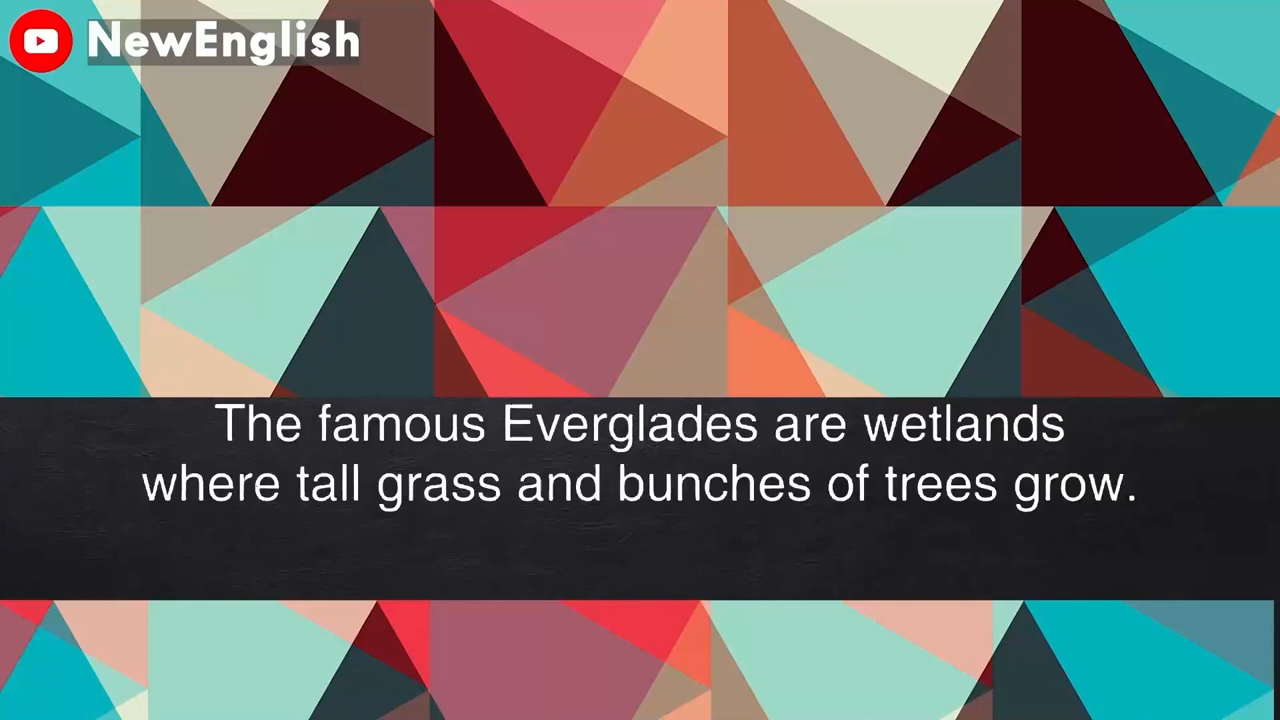 NewEnglish
The famous Everglades are wetlands
where tall grass and bunches of trees grow.